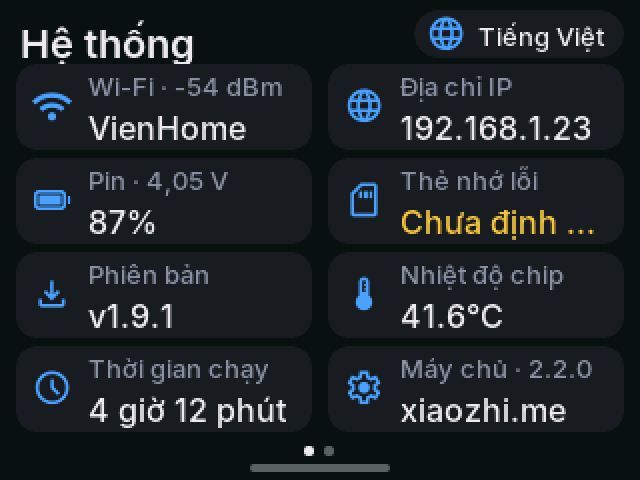 Hệ thống
Tiếng Việt
Wi-Fi · -54 dBm
VienHome
Địa chỉ IP
192.168.1.23
Pin · 4,05 V
87%
Thẻ nhớ lỗi
Chưa định ...
Phiên bản
v1.9.1
Nhiệt độ chip
41.6°C
Thời gian chạy
4 giờ 12 phút
Máy chủ · 2.2.0
xiaozhi.me